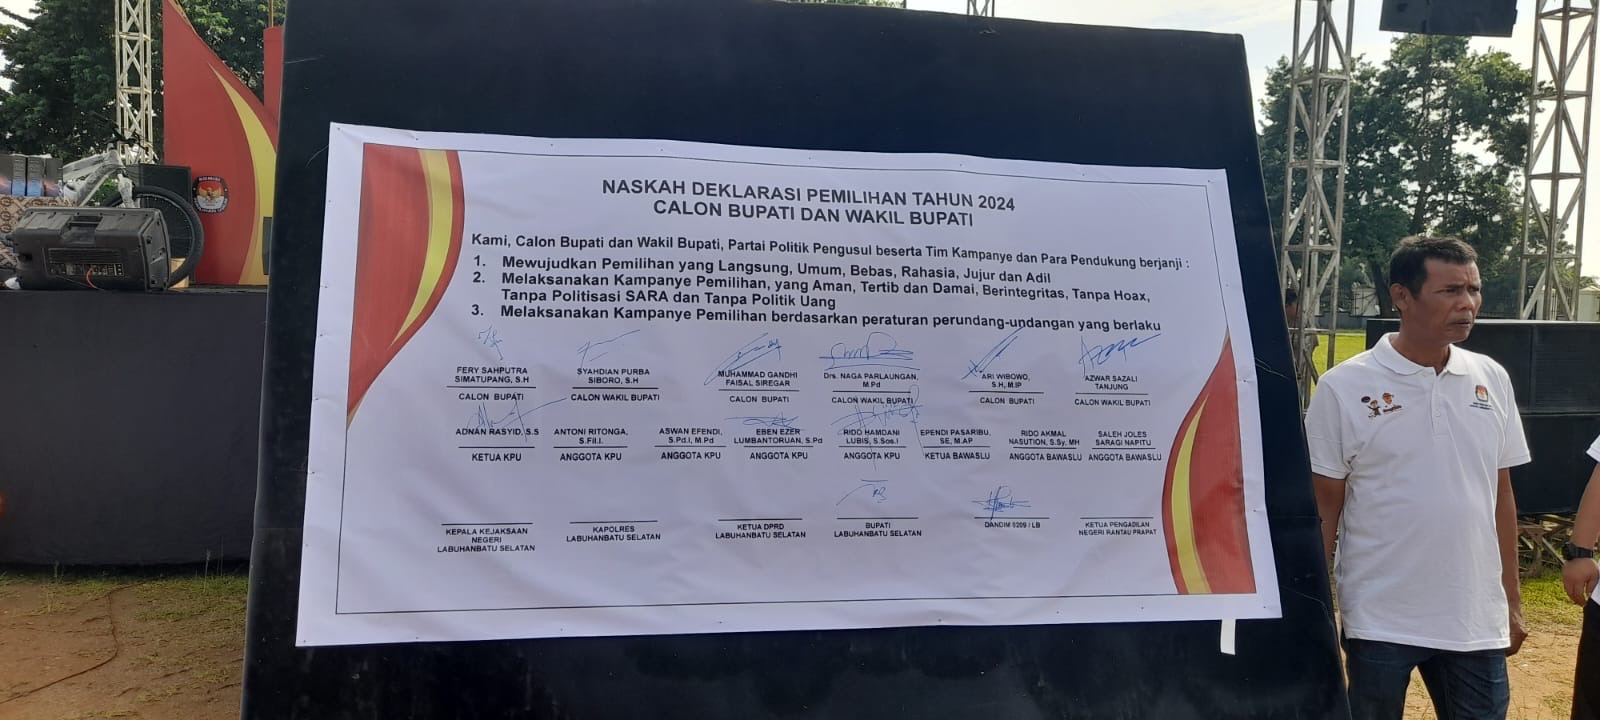 NASKAH DEKLARASI PEMILIHAN TAHUN 2024
CALON BUPATI DAN WAKIL BUPATI
Kami, Calon Bupati dan Wakil Bupati, Partai Politik Pengusul beserta Tim Kampanye dan Para Pendukung berjanji :
1. Mewujudkan Pemilihan yang Langsung, Umum, Bebas, Rahasia, Jujur dan Adil
2. Melaksanakan Kampanye Pemilihan, yang Aman, Tertib dan Damai, Berintegritas, Tanpa Hoax,
Tanpa Politisasi SARA dan Tanpa Politik Uang
3. Melaksanakan Kampanye Pemilihan berdasarkan peraturan perundang-undangan yang berlaku
FERY SAHPUTRA
SIMATUPANG, S.H
CALON BUPATI
SYAHDIAN PURBA
SIBORO, S.H
CALON WAKIL BUPATI
MUHAMMAD GANDHI
FAISAL SIREGAR
CALON BUPATI
Drs. NAGA PARLAUNGAN,
M.Pd
CALON WAKIL BUPATI
ARI WIBOWO,
S.H, M.IP
CALON BUPATI
AZWAR SAZALI
TANJUNG
CALON WAKIL BUPATI
ADNAN RASYID, S.S
KETUA KPU
ANTONI RITONGA,
S.Fil.I.
ANGGOTA KPU
ASWAN EFENDI,
S.Pd.I, M.Pd
ANGGOTA KPU
EBEN EZER
LUMBANTORUAN, S.Pd
ANGGOTA KPU
RIDO HAMDANI
LUBIS, S.Sos.I
ANGGOTA KPU
EPENDI PASARIBU,
SE, M.AP
KETUA BAWASLU
RIDO AKMAL
NASUTION, S.Sy, MH
ANGGOTA BAWASLU
SALEH JOLES
SARAGI NAPITU
ANGGOTA BAWASLU
KEPALA KEJAKSAAN
NEGERI
LABUHANBATU SELATAN
KAPOLRES
LABUHANBATU SELATAN
KETUA DPRD
LABUHANBATU SELATAN
BUPATI
LABUHANBATU SELATAN
DANDIM 0209 / LB
KETUA PENGADILAN
NEGERI RANTAU PRAPAT